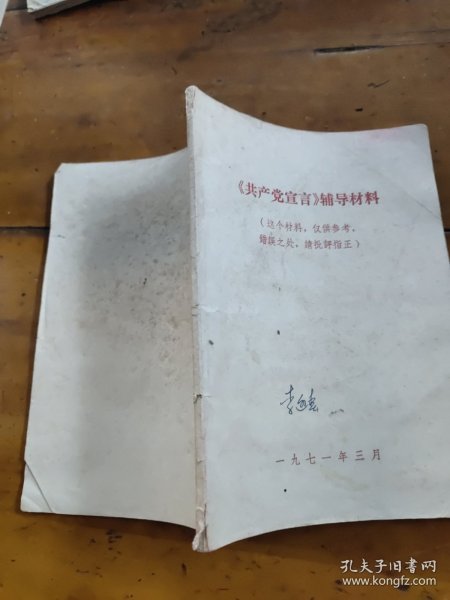 《共产党宣言》辅导材料
(这个材料，仅供参考，
错误之处，请批评指正)
一九七一年三月
孔夫子旧书网
www.kongfz.com